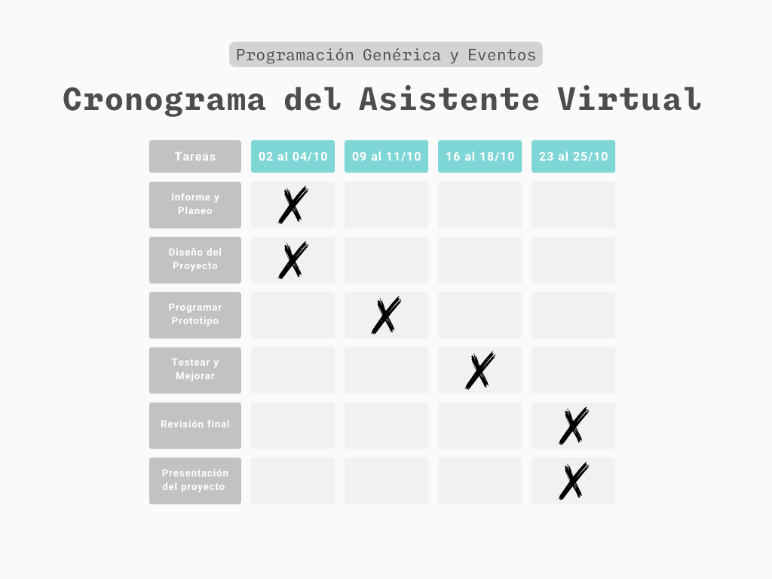 Programación Genérica y Eventos
Cronograma del Asistente Virtual
Tareas 02 al 04/10 09 al 11/10 16 al 18/10 23 al 25/10
Informe y
Planeo
Diseño del
Proyecto
Programar
Prototipo
Testear y
Mejorar
Revisión final
Presentación
del proyecto